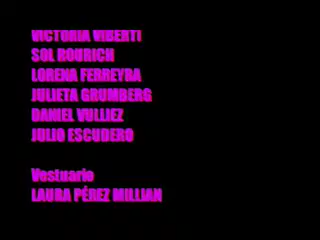 VICTORIA VIBERTI
SOL ROURICH
LORENA FERREYRA
JULIETA GRUMBERG
DANIEL VULLIEZ
JULIO ESCUDERO
Vestuario
LAURA PÉREZ MILLIAN